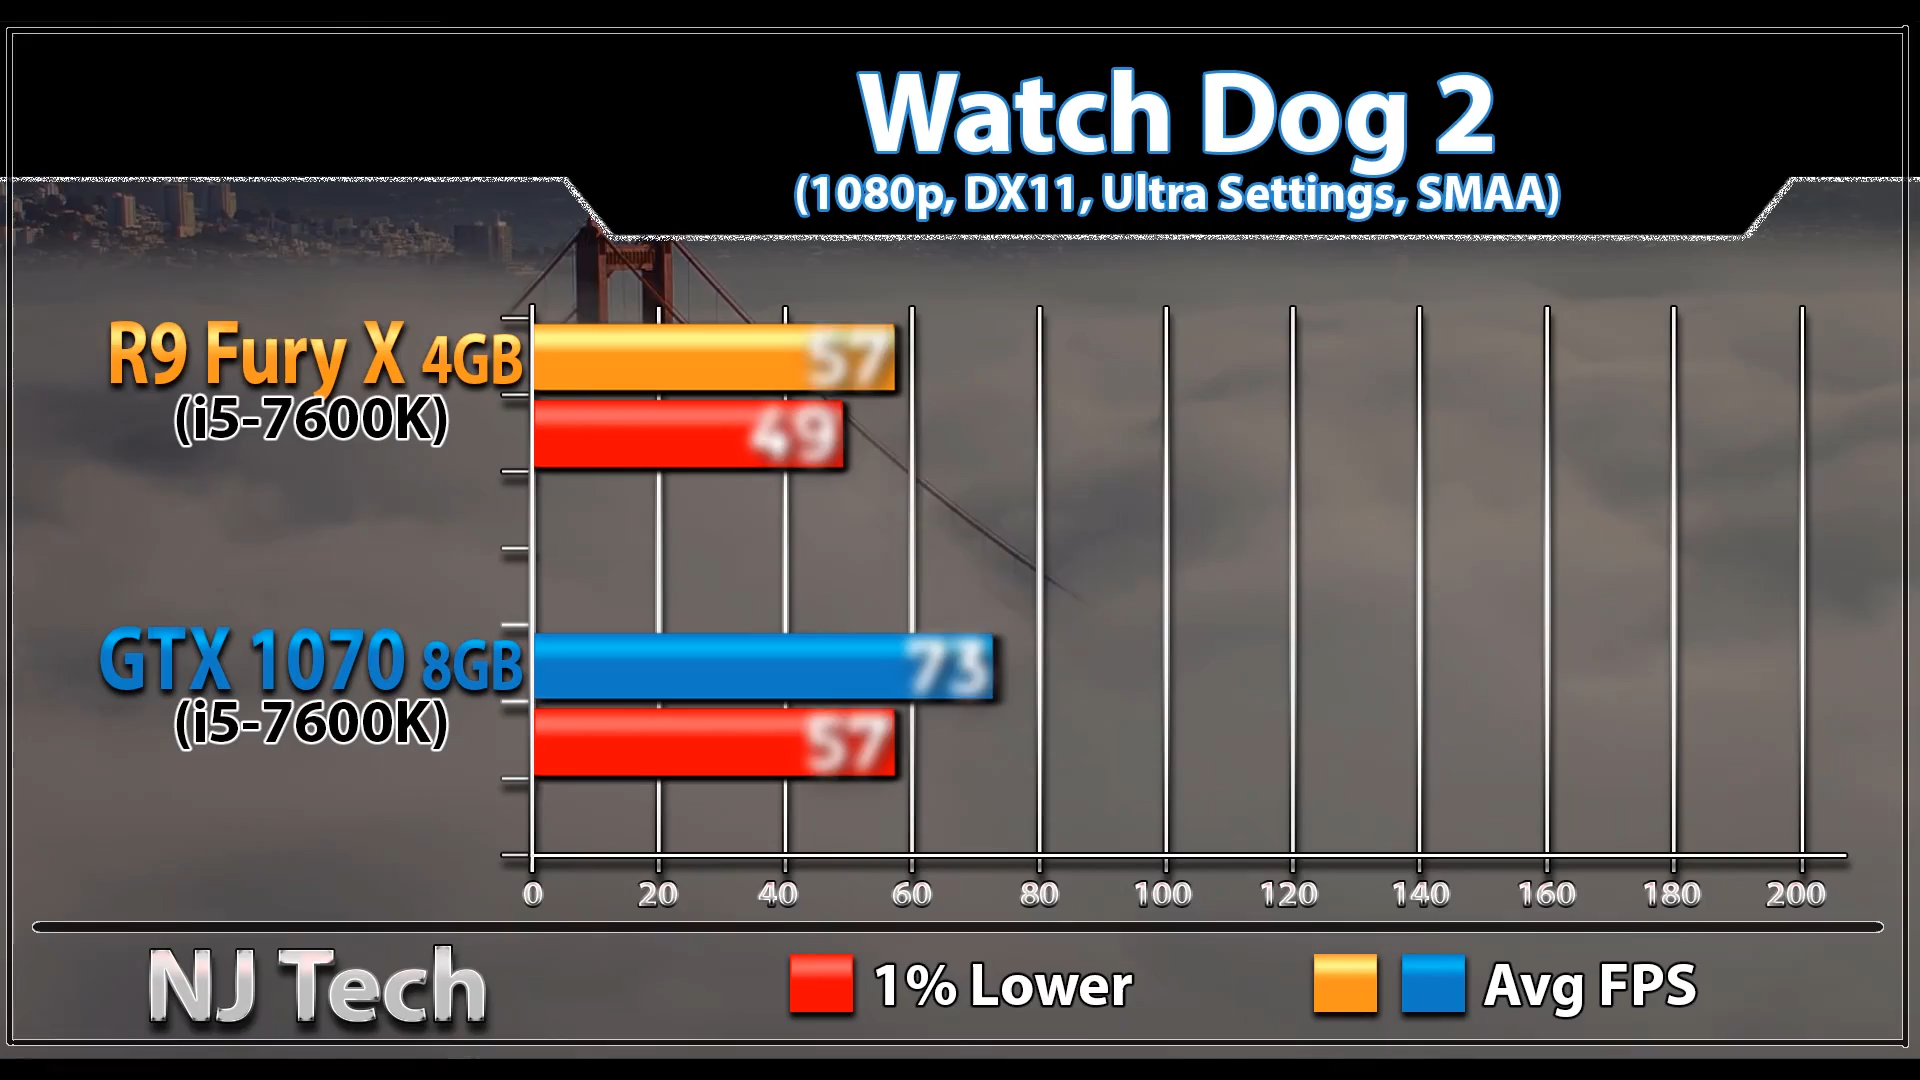 Watch Dog 2
(1080p, DX11, Ultra Settings, SMAA)
R9 Fury X 4GB
(i5-7600K)
57
49
GTX 1070 8GB
(i5-7600K)
73
57
0 20 40 60 80 100 120 140 160 180 200
NJ Tech
1% Lower
Avg FPS